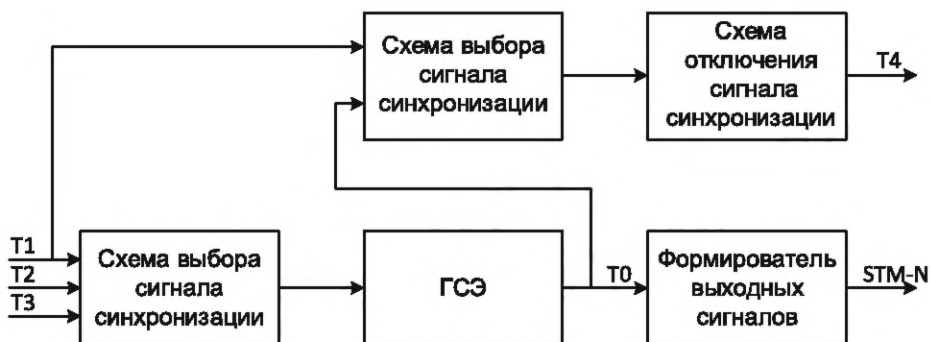 Схема выбора
сигнала
синхронизации
Схема
отключения
сигнала
синхронизации
T4
T1
T2
T3
Схема выбора
сигнала
синхронизации
ГСЭ
T0
Формирователь
выходных
сигналов
STM-N